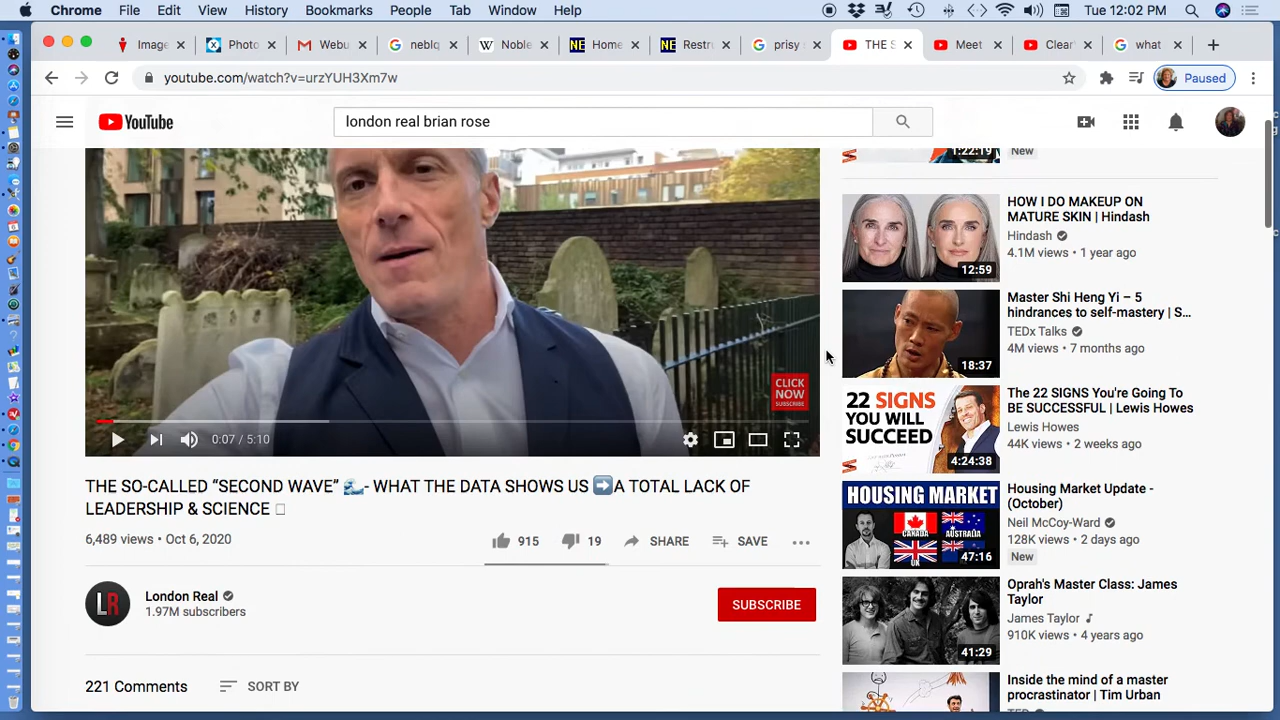 Chrome File Edit View History Bookmarks People Tab Window Help Tue 12:02 PM
Image Photo Webu neblq Noble Home Restr prisy THE S Meet Clear what
youtube.com/watch?v=urzYUH3Xm7w Paused
YouTube london real brian rose
1:22:19
New
HOW I DO MAKEUP ON
MATURE SKIN | Hindash
Hindash
4.1M views • 1 year ago
12:59
Master Shi Heng Yi – 5
hindrances to self-mastery | S...
TEDx Talks
4M views • 7 months ago
18:37
CLICK
NOW
SUBSCRIBE
0:07 / 5:10
22 SIGNS
YOU WILL
SUCCEED
4:24:38
The 22 SIGNS You're Going To
BE SUCCESSFUL | Lewis Howes
Lewis Howes
44K views • 2 weeks ago
THE SO-CALLED “SECOND WAVE” 🌊- WHAT THE DATA SHOWS US ➡️A TOTAL LACK OF
LEADERSHIP & SCIENCE
6,489 views • Oct 6, 2020
915 19 SHARE SAVE
HOUSING MARKET
CANADA
AUSTRALIA
UK
NZ
47:16
Housing Market Update -
(October)
Neil McCoy-Ward
128K views • 2 days ago
New
LR
London Real
1.97M subscribers
SUBSCRIBE
Oprah's Master Class: James
Taylor
James Taylor
910K views • 4 years ago
41:29
221 Comments SORT BY
Inside the mind of a master
procrastinator | Tim Urban